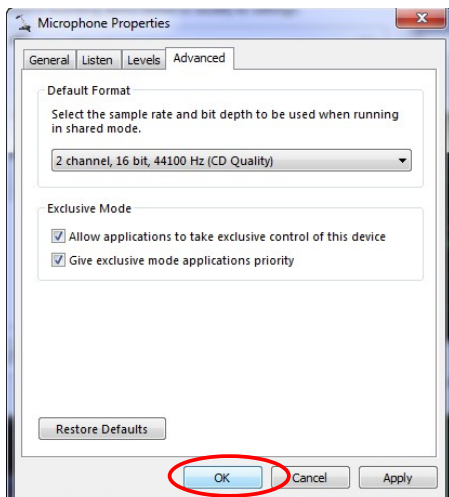 Microphone Properties
General Listen Levels Advanced
Default Format
Select the sample rate and bit depth to be used when running
in shared mode.
2 channel, 16 bit, 44100 Hz (CD Quality)
Exclusive Mode
Allow applications to take exclusive control of this device
Give exclusive mode applications priority
Restore Defaults
OK Cancel Apply